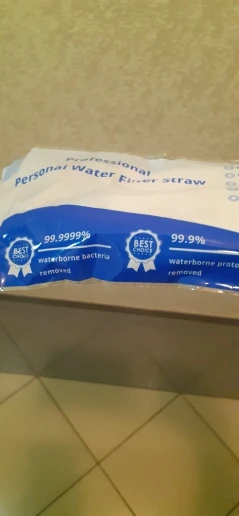 Professional
Personal Water Filter Straw
BEST
CHOICE
99.9999%
waterborne bacteria
removed
BEST
CHOICE
99.9%
waterborne proto
removed